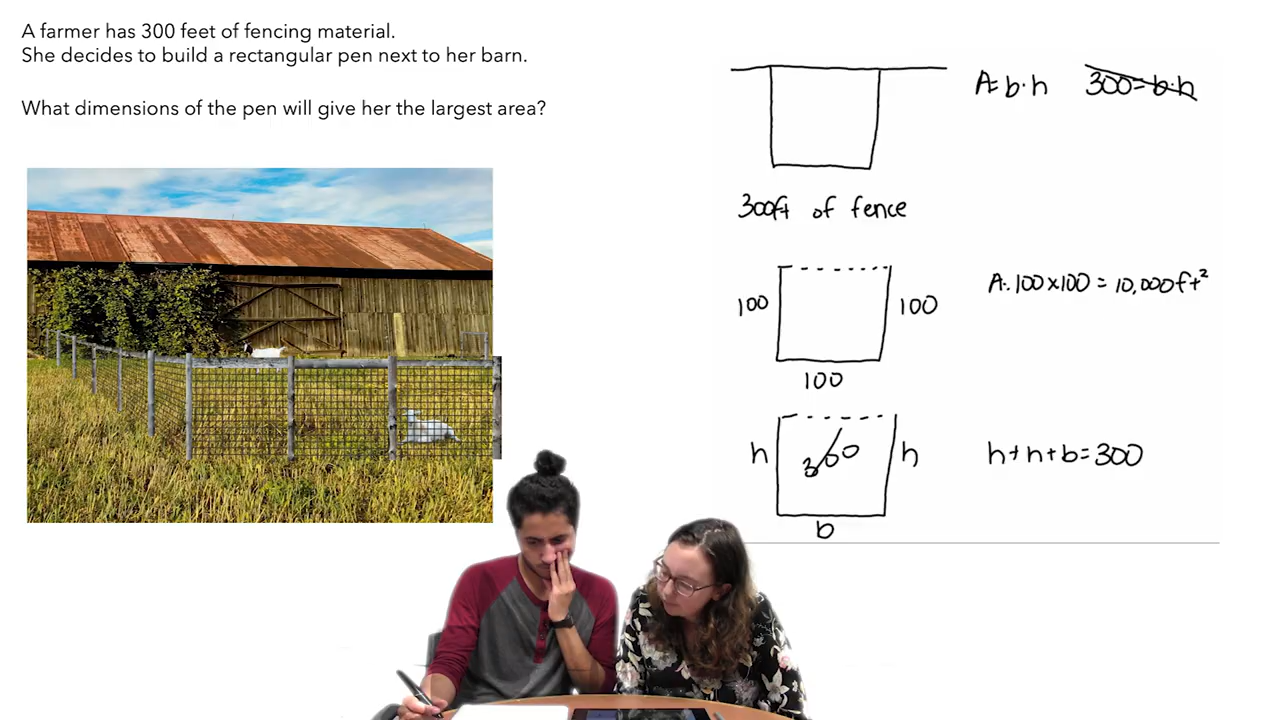 A farmer has 300 feet of fencing material.
She decides to build a rectangular pen next to her barn.
What dimensions of the pen will give her the largest area?
A=b·h 300=b·h
300ft of fence
100 100 A:100x100 = 10,000ft²
100
h 300 h h+h+b=300
b